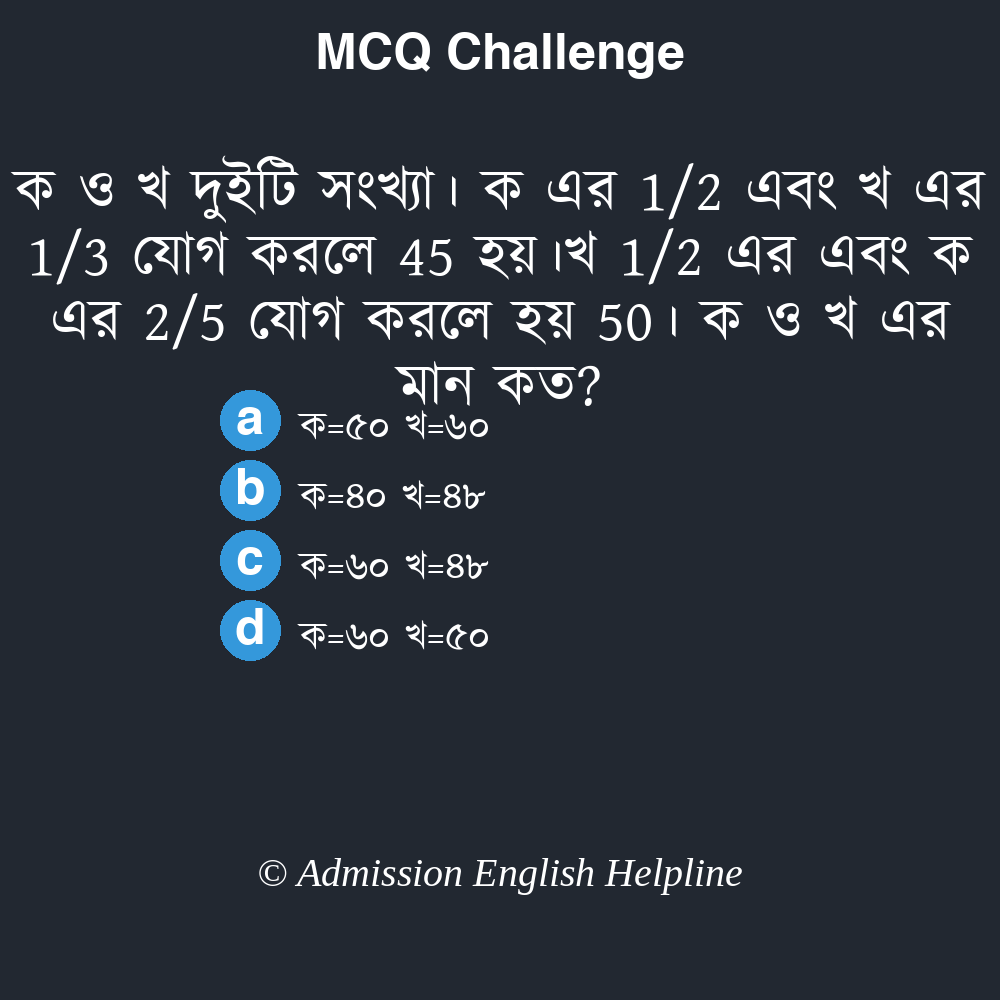 MCQ Challenge
ক ও খ দুইটি সংখ্যা। ক এর 1/2 এবং খ এর
1/3 যোগ করলে 45 হয়।খ 1/2 এর এবং ক
এর 2/5 যোগ করলে হয় 50। ক ও খ এর
মান কত?
a ক=৫০ খ=৬০
b ক=৪০ খ=৪৮
c ক=৬০ খ=৪৮
d ক=৬০ খ=৫০
© Admission English Helpline